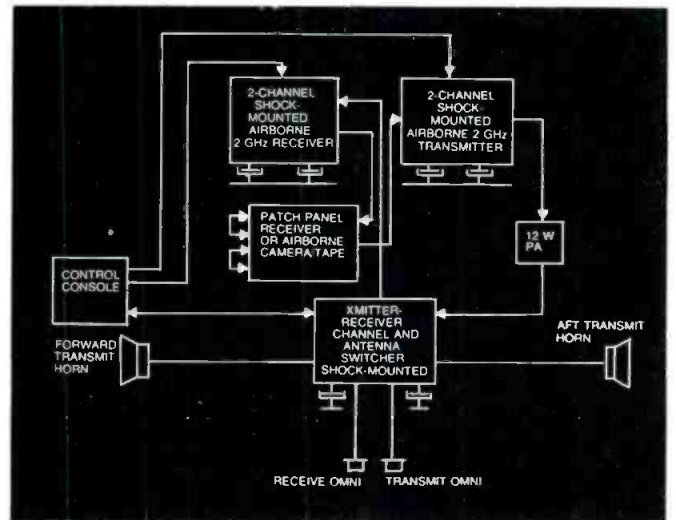 2-CHANNEL
SHOCK-
MOUNTED
AIRBORNE
2 GHz RECEIVER
2-CHANNEL
SHOCK-
MOUNTED
AIRBORNE 2 GHz
TRANSMITTER
PATCH PANEL
RECEIVER
OR AIRBORNE
CAMERA/TAPE
12 W
PA
CONTROL
CONSOLE
XMITTER-
RECEIVER
CHANNEL AND
ANTENNA
SWITCHER
SHOCK-MOUNTED
FORWARD
TRANSMIT
HORN
AFT TRANSMIT
HORN
RECEIVE OMNI
TRANSMIT OMNI